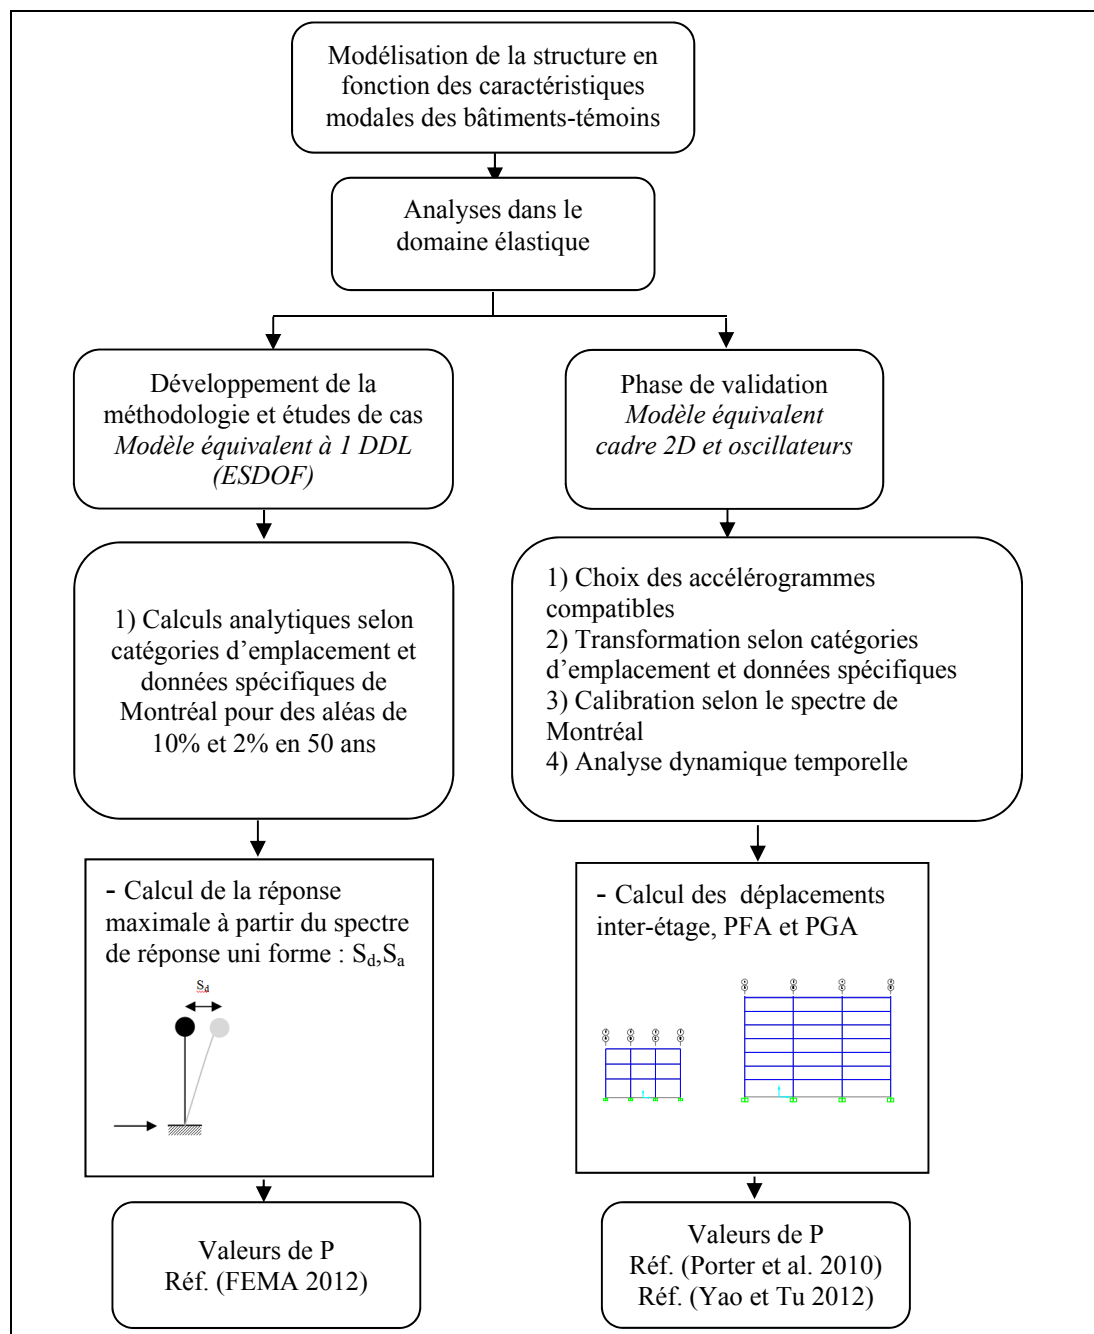 Modélisation de la structure en
fonction des caractéristiques
modales des bâtiments-témoins
Analyses dans le
domaine élastique
Développement de la
méthodologie et études de cas
Modèle équivalent à 1 DDL
(ESDOF)
Phase de validation
Modèle équivalent
cadre 2D et oscillateurs
1) Calculs analytiques selon
catégories d’emplacement et
données spécifiques de
Montréal pour des aléas de
10% et 2% en 50 ans
1) Choix des accélérogrammes
compatibles
2) Transformation selon catégories
d’emplacement et données spécifiques
3) Calibration selon le spectre de
Montréal
4) Analyse dynamique temporelle
- Calcul de la réponse
maximale à partir du spectre
de réponse uni forme : Sd,Sa
Sd
- Calcul des déplacements
inter-étage, PFA et PGA
Valeurs de P
Réf. (FEMA 2012)
Valeurs de P
Réf. (Porter et al. 2010)
Réf. (Yao et Tu 2012)